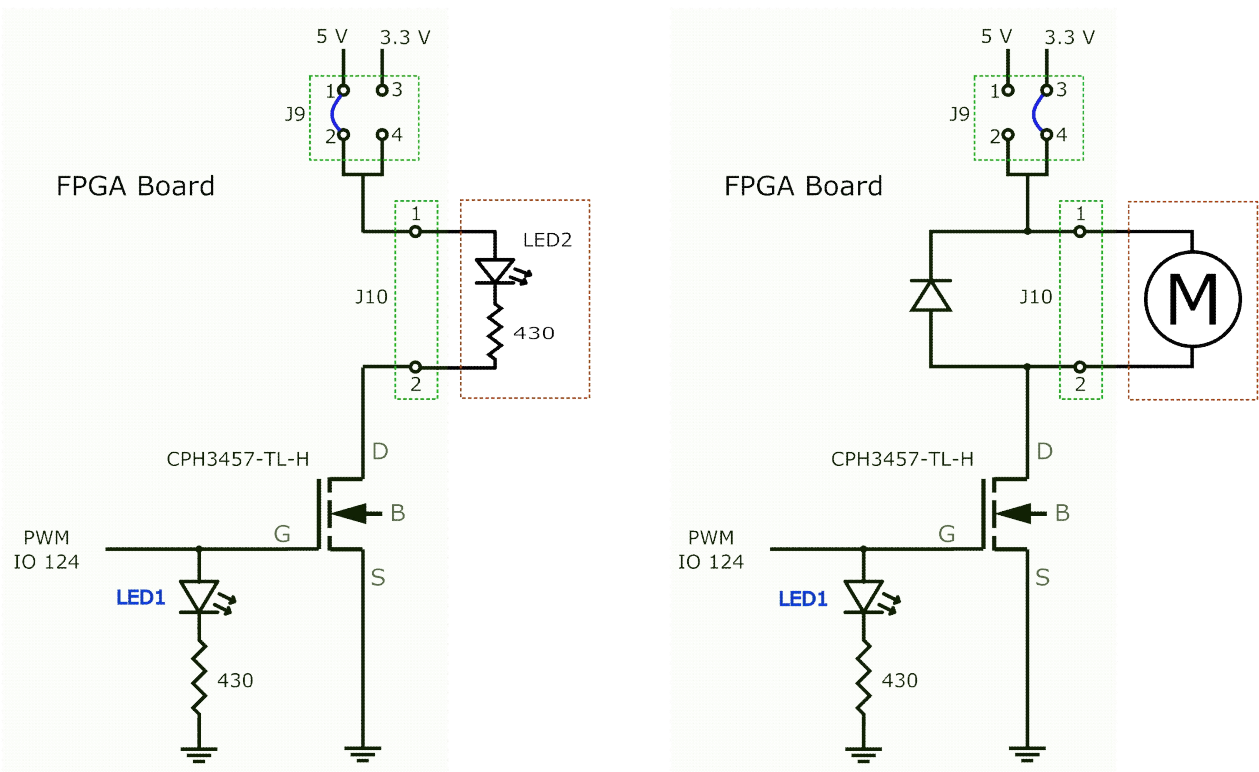 5 V 3.3 V
1 3
J9
2 4
FPGA Board
1
LED2
J10
430
2
D
CPH3457-TL-H
B
G
PWM
IO 124
S
LED1
430
5 V 3.3 V
1 3
J9
2 4
FPGA Board
1
J10
M
2
D
CPH3457-TL-H
B
G
PWM
IO 124
S
LED1
430